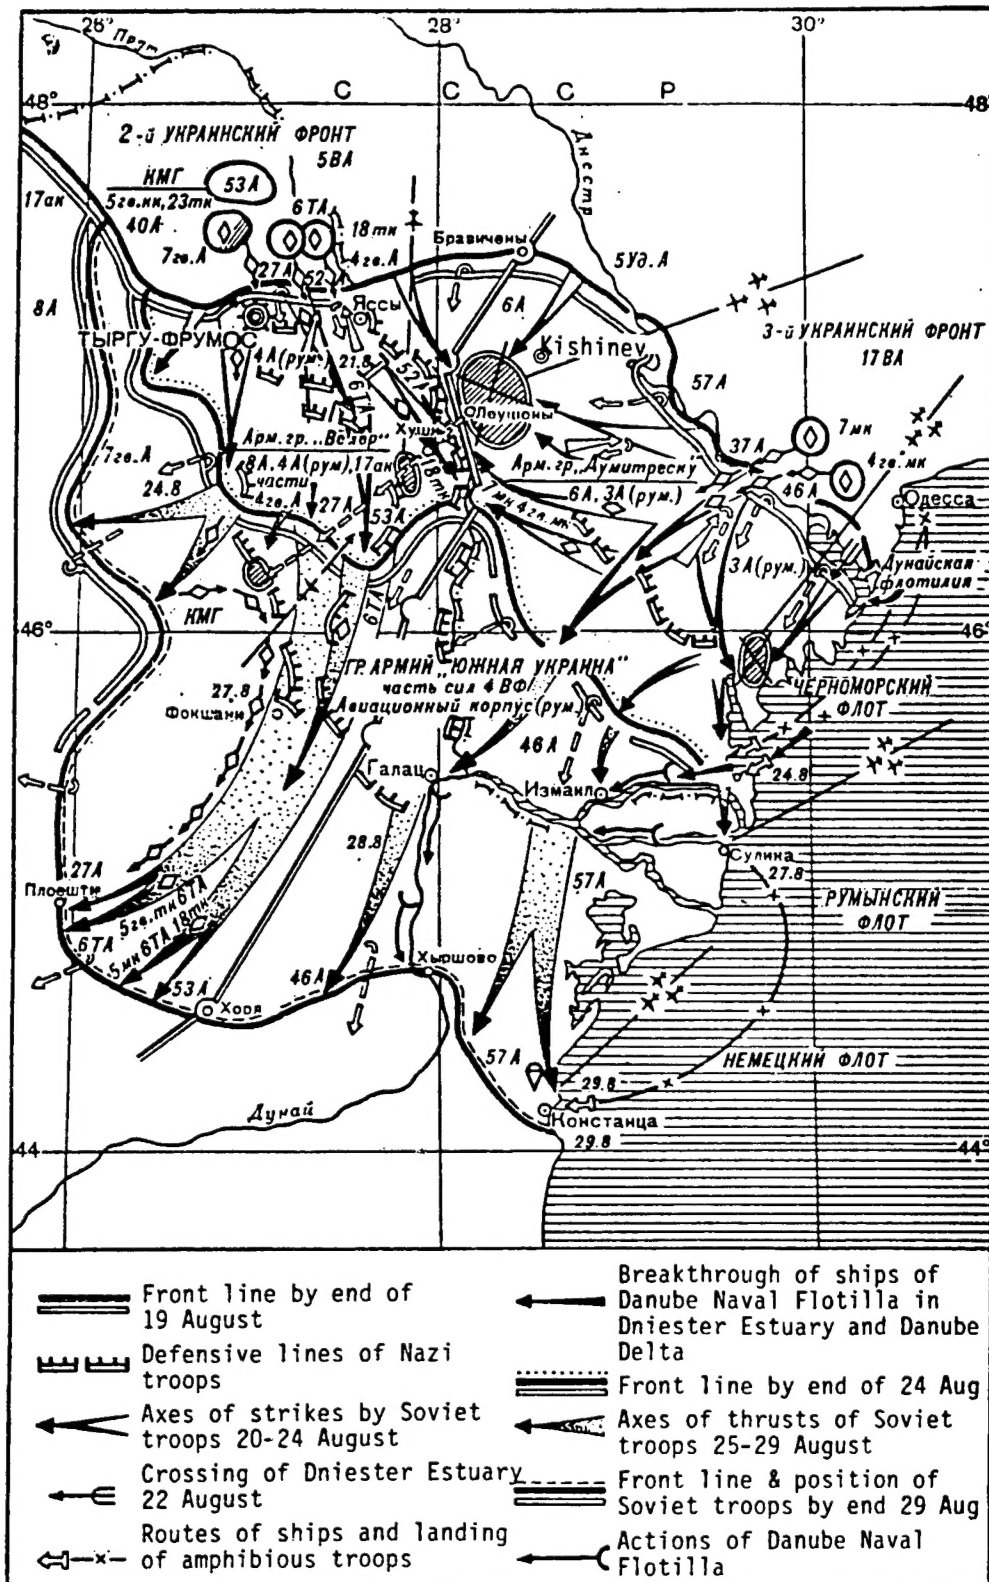 26°
28°
30°
Прут
С С С Р
48°
48°
2-й УКРАИНСКИЙ ФРОНТ
5ВА
Днестр
КМГ
5гв.кк,23тк
53А
6ТА
17ак
40А
18тк
7гв.А
4гв.А
Бравичены
5Уд.А
27А
52
8А
6А
Яссы
3-й УКРАИНСКИЙ ФРОНТ
17ВА
ТЫРГУ-ФРУМОС
Kishinev
4А(рум.)
21.8
52А
57А
6ТА
Леушены
7мк
Хуши
37А
Арм.гр.„Велер"
Арм.гр.„Думитреску"
4гв.мк
7гв.А
8А,4А(рум),17ак
части
18тк
6А,3А(рум.)
46А
Одесса
24.8
4гв.А
27А
53А
7мк
4гв.мк
3А(рум.)
Дунайская
флотилия
6ТА
КМГ
46°
46°
ГР.АРМИЙ „ЮЖНАЯ УКРАИНА"
часть сил 4 ВФ
Авиационный корпус(рум.)
27.8
Фокшани
ЧЕРНОМОРСКИЙ
ФЛОТ
46А
Галац
Измаил
24.8
28.8
Сулина
27.8
27А
57А
Плоешти
РУМЫНСКИЙ
ФЛОТ
5гв.тк6ТА
6ТА
5мк6ТА
18тк
46А
Хыршово
53А
Хоря
57А
НЕМЕЦКИЙ ФЛОТ
29.8
Дунай
Констанца
29.8
44
44°
Front line by end of
19 August
Defensive lines of Nazi
troops
Axes of strikes by Soviet
troops 20-24 August
Crossing of Dniester Estuary
22 August
Routes of ships and landing
of amphibious troops
Breakthrough of ships of
Danube Naval Flotilla in
Dniester Estuary and Danube
Delta
Front line by end of 24 Aug
Axes of thrusts of Soviet
troops 25-29 August
Front line & position of
Soviet troops by end 29 Aug
Actions of Danube Naval
Flotilla